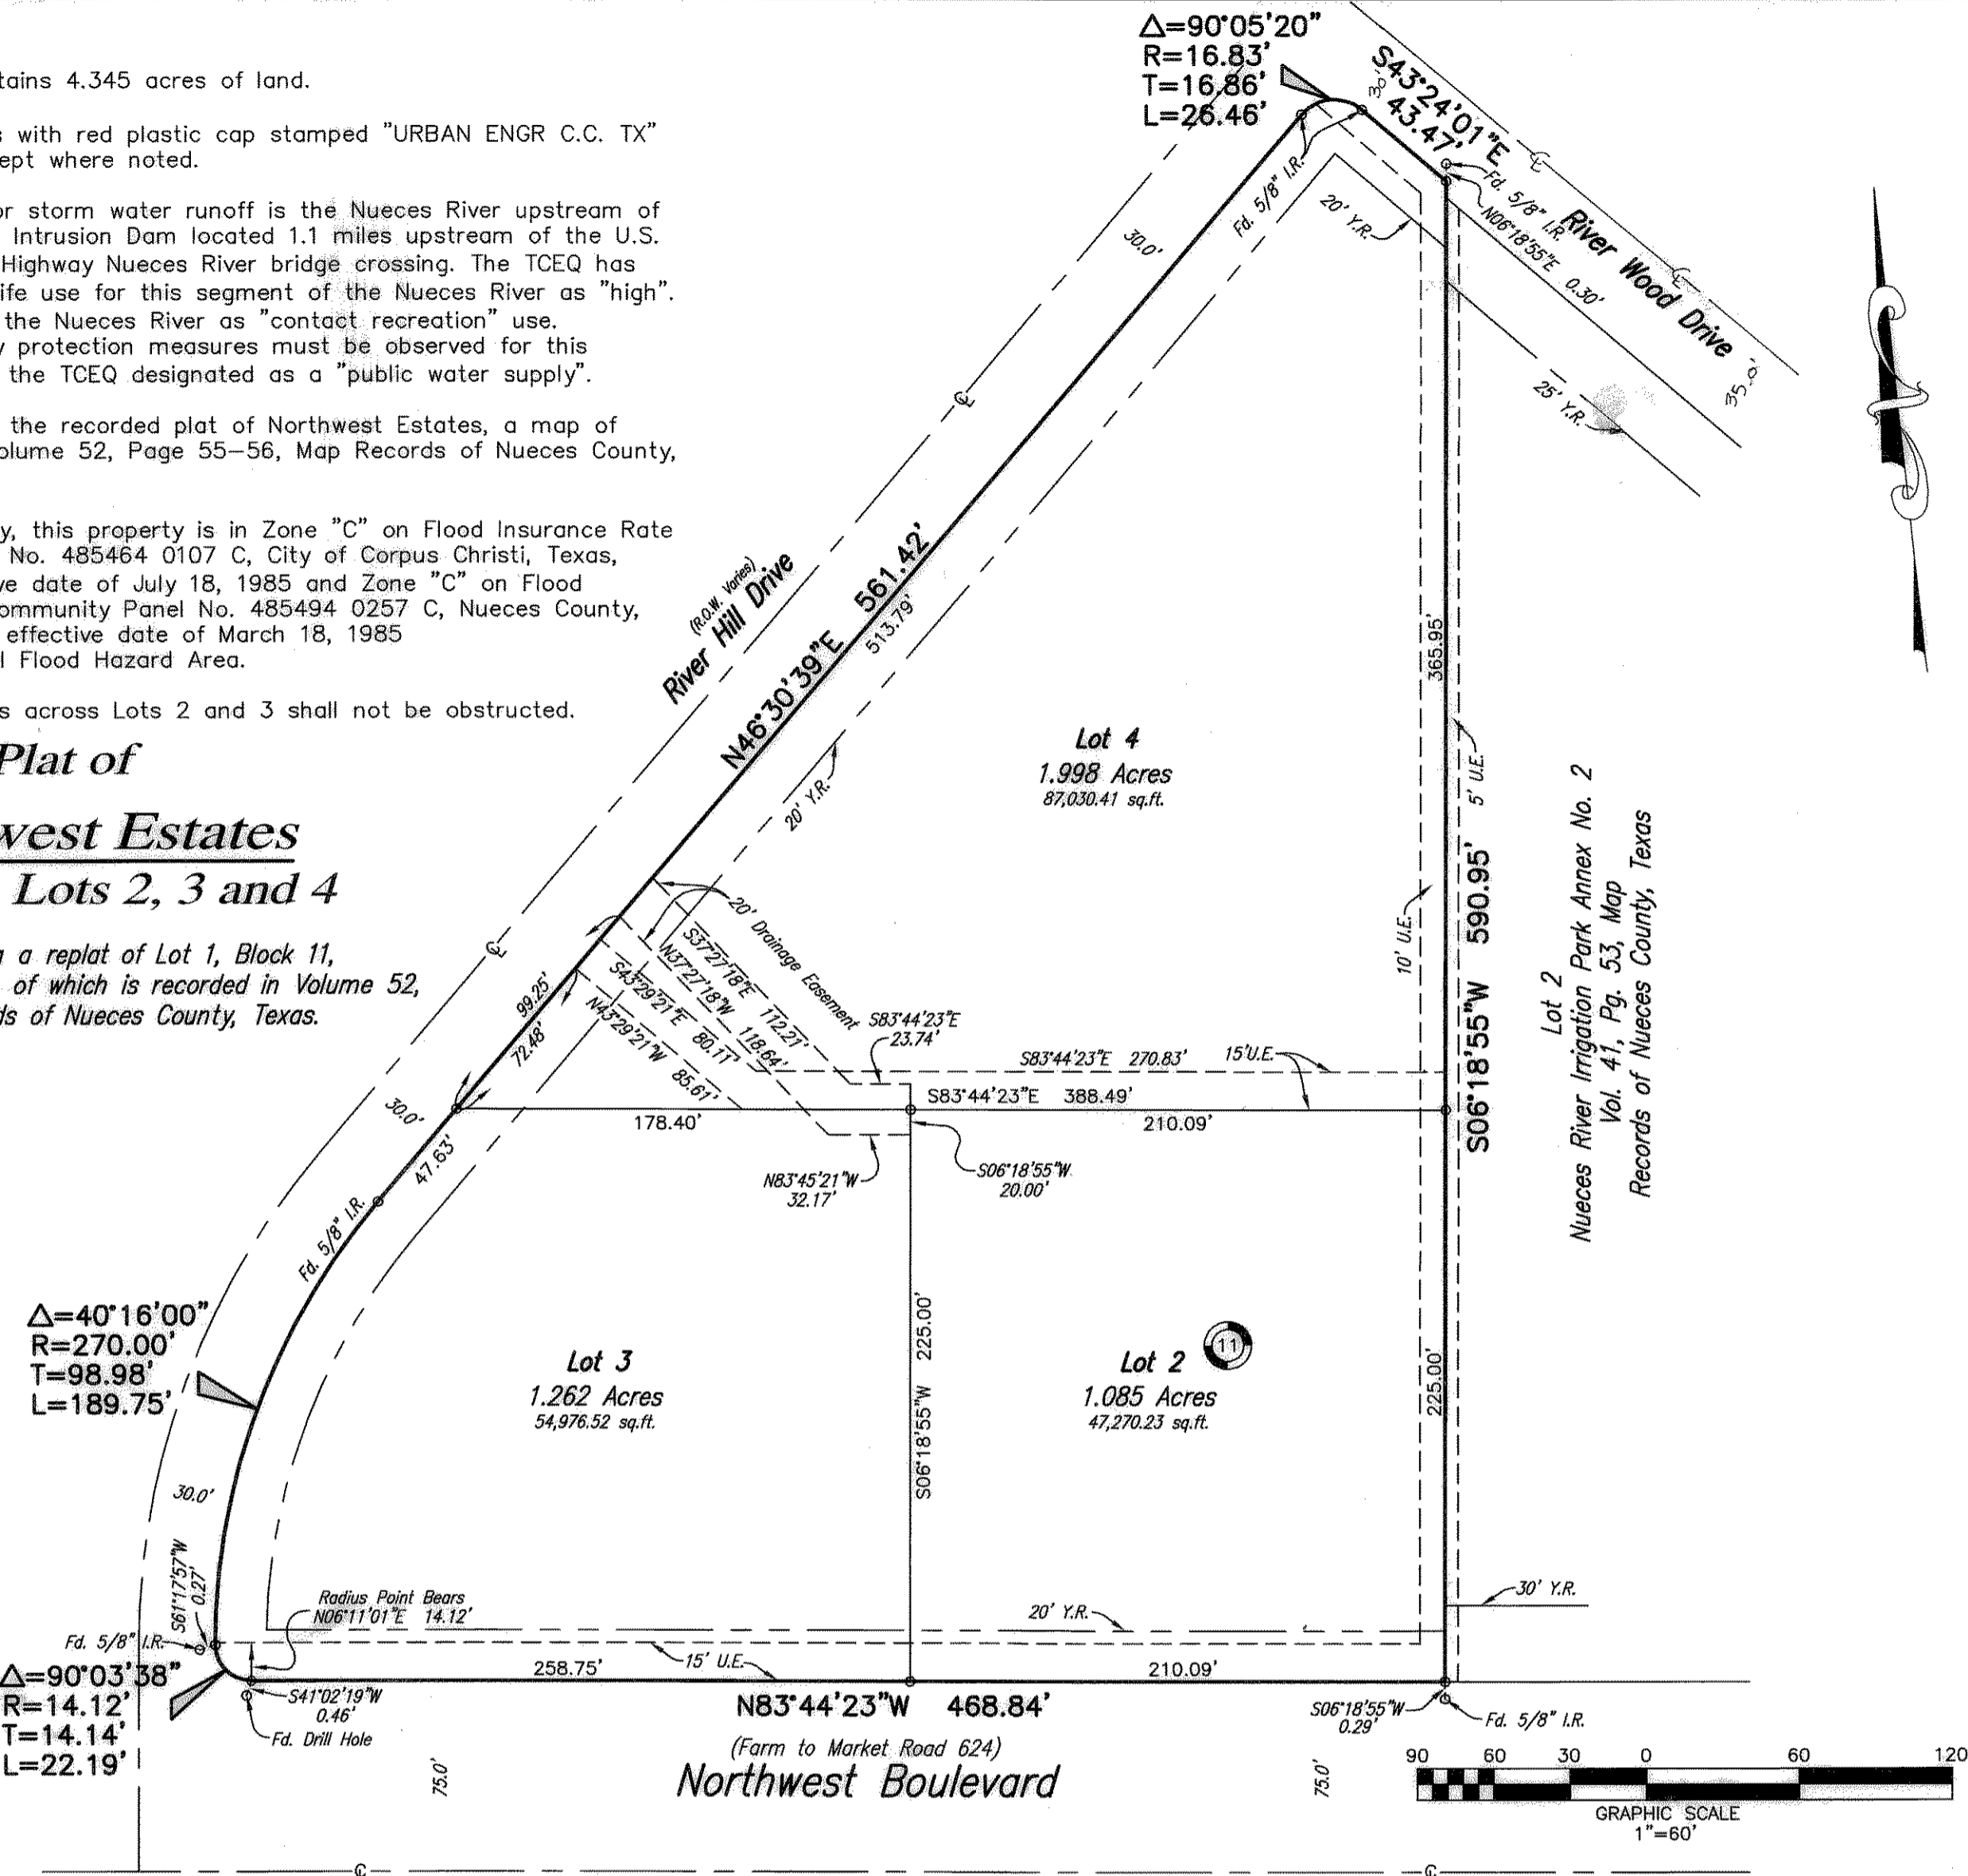 tains 4.345 acres of land.
s with red plastic cap stamped "URBAN ENGR C.C. TX"
ept where noted.
or storm water runoff is the Nueces River upstream of
Intrusion Dam located 1.1 miles upstream of the U.S.
Highway Nueces River bridge crossing. The TCEQ has
ife use for this segment of the Nueces River as "high".
the Nueces River as "contact recreation" use.
y protection measures must be observed for this
the TCEQ designated as a "public water supply".
the recorded plat of Northwest Estates, a map of
olume 52, Page 55-56, Map Records of Nueces County,
y, this property is in Zone "C" on Flood Insurance Rate
No. 485464 0107 C, City of Corpus Christi, Texas,
ve date of July 18, 1985 and Zone "C" on Flood
ommunity Panel No. 485494 0257 C, Nueces County,
effective date of March 18, 1985
l Flood Hazard Area.
s across Lots 2 and 3 shall not be obstructed.
Plat of
west Estates
Lots 2, 3 and 4
g a replat of Lot 1, Block 11,
of which is recorded in Volume 52,
ds of Nueces County, Texas.
Δ=90°05'20"
R=16.83'
T=16.86'
L=26.46'
S43°24'01"E
43.47'
30.'
Fd. 5/8" I.R.
Fd. 5/8" I.R.
N06°18'55"E 0.30'
River Wood Drive
35.0'
20' Y.R.
25' Y.R.
30.0'
℄
℄
℄
℄
(R.O.W. Varies)
River Hill Drive
N46°30'39"E 561.42'
513.79'
20' Y.R.
365.95'
5' U.E.
10' U.E.
S06°18'55"W 590.95'
Lot 2
Nueces River Irrigation Park Annex No. 2
Vol. 41, Pg. 53, Map
Records of Nueces County, Texas
Lot 4
1.998 Acres
87,030.41 sq.ft.
20' Drainage Easement
S37°27'18"E 112.21'
N37°27'18"W 118.64'
S43°29'21"E 80.11'
N43°29'21"W 85.61'
99.25'
72.48'
S83°44'23"E
23.74'
S83°44'23"E 270.83'
15'U.E.
S83°44'23"E 388.49'
178.40'
210.09'
N83°45'21"W
32.17'
S06°18'55"W
20.00'
30.0'
47.63'
Fd. 5/8" I.R.
Δ=40°16'00"
R=270.00'
T=98.98'
L=189.75'
30.0'
Lot 3
1.262 Acres
54,976.52 sq.ft.
S06°18'55"W 225.00'
Lot 2
1.085 Acres
47,270.23 sq.ft.
11
225.00'
S61°17'57"W
0.27'
Fd. 5/8" I.R.
Radius Point Bears
N06°11'01"E 14.12'
20' Y.R.
30' Y.R.
15' U.E.
258.75'
210.09'
Δ=90°03'38"
R=14.12'
T=14.14'
L=22.19'
S41°02'19"W
0.46'
Fd. Drill Hole
N83°44'23"W 468.84'
(Farm to Market Road 624)
Northwest Boulevard
75.0'
75.0'
S06°18'55"W
0.29'
Fd. 5/8" I.R.
90 60 30 0 60 120
GRAPHIC SCALE
1"=60'
℄
℄